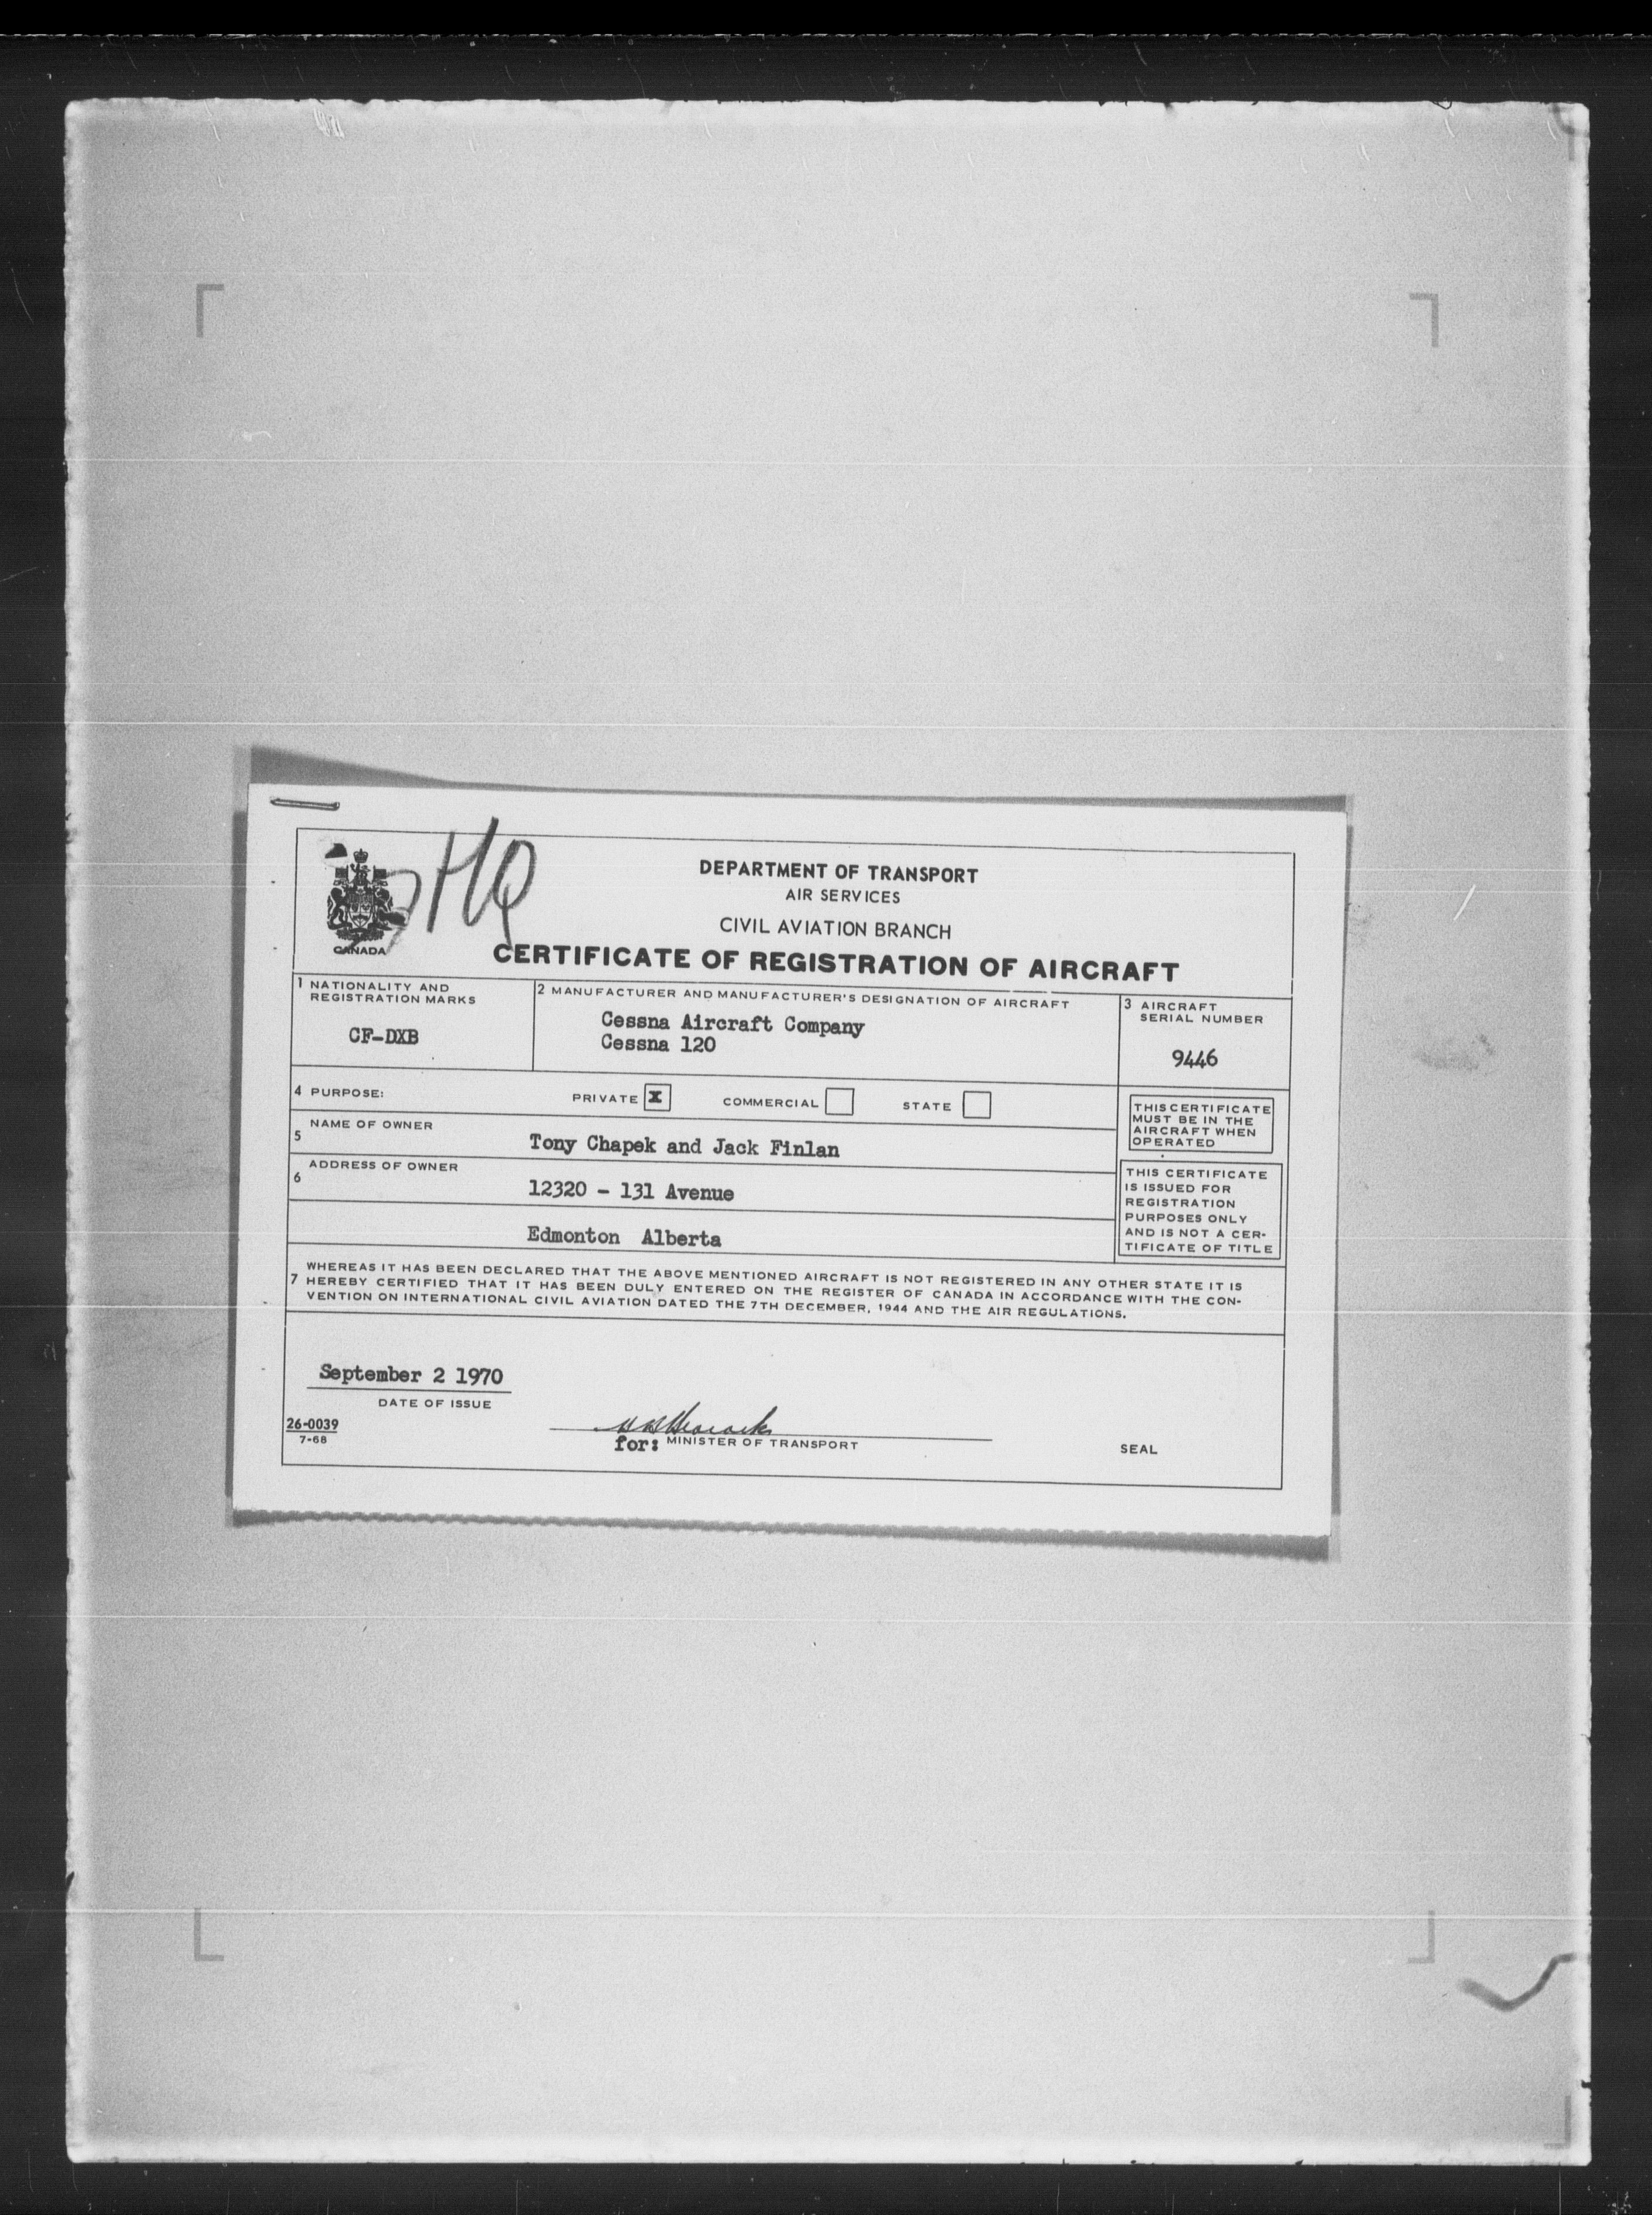 HQ
CANADA
DEPARTMENT OF TRANSPORT
AIR SERVICES
CIVIL AVIATION BRANCH
CERTIFICATE OF REGISTRATION OF AIRCRAFT
1 NATIONALITY AND
REGISTRATION MARKS
CF-DXB
2 MANUFACTURER AND MANUFACTURER'S DESIGNATION OF AIRCRAFT
Cessna Aircraft Company
Cessna 120
3 AIRCRAFT
SERIAL NUMBER
9446
4 PURPOSE: PRIVATE X COMMERCIAL STATE
THIS CERTIFICATE
MUST BE IN THE
AIRCRAFT WHEN
OPERATED
5 NAME OF OWNER
Tony Chapek and Jack Finlan
6 ADDRESS OF OWNER
12320 - 131 Avenue
Edmonton Alberta
THIS CERTIFICATE
IS ISSUED FOR
REGISTRATION
PURPOSES ONLY
AND IS NOT A CER-
TIFICATE OF TITLE
WHEREAS IT HAS BEEN DECLARED THAT THE ABOVE MENTIONED AIRCRAFT IS NOT REGISTERED IN ANY OTHER STATE IT IS
7 HEREBY CERTIFIED THAT IT HAS BEEN DULY ENTERED ON THE REGISTER OF CANADA IN ACCORDANCE WITH THE CON-
VENTION ON INTERNATIONAL CIVIL AVIATION DATED THE 7TH DECEMBER, 1944 AND THE AIR REGULATIONS.
September 2 1970
DATE OF ISSUE
26-0039
7-68
for: MINISTER OF TRANSPORT
SEAL